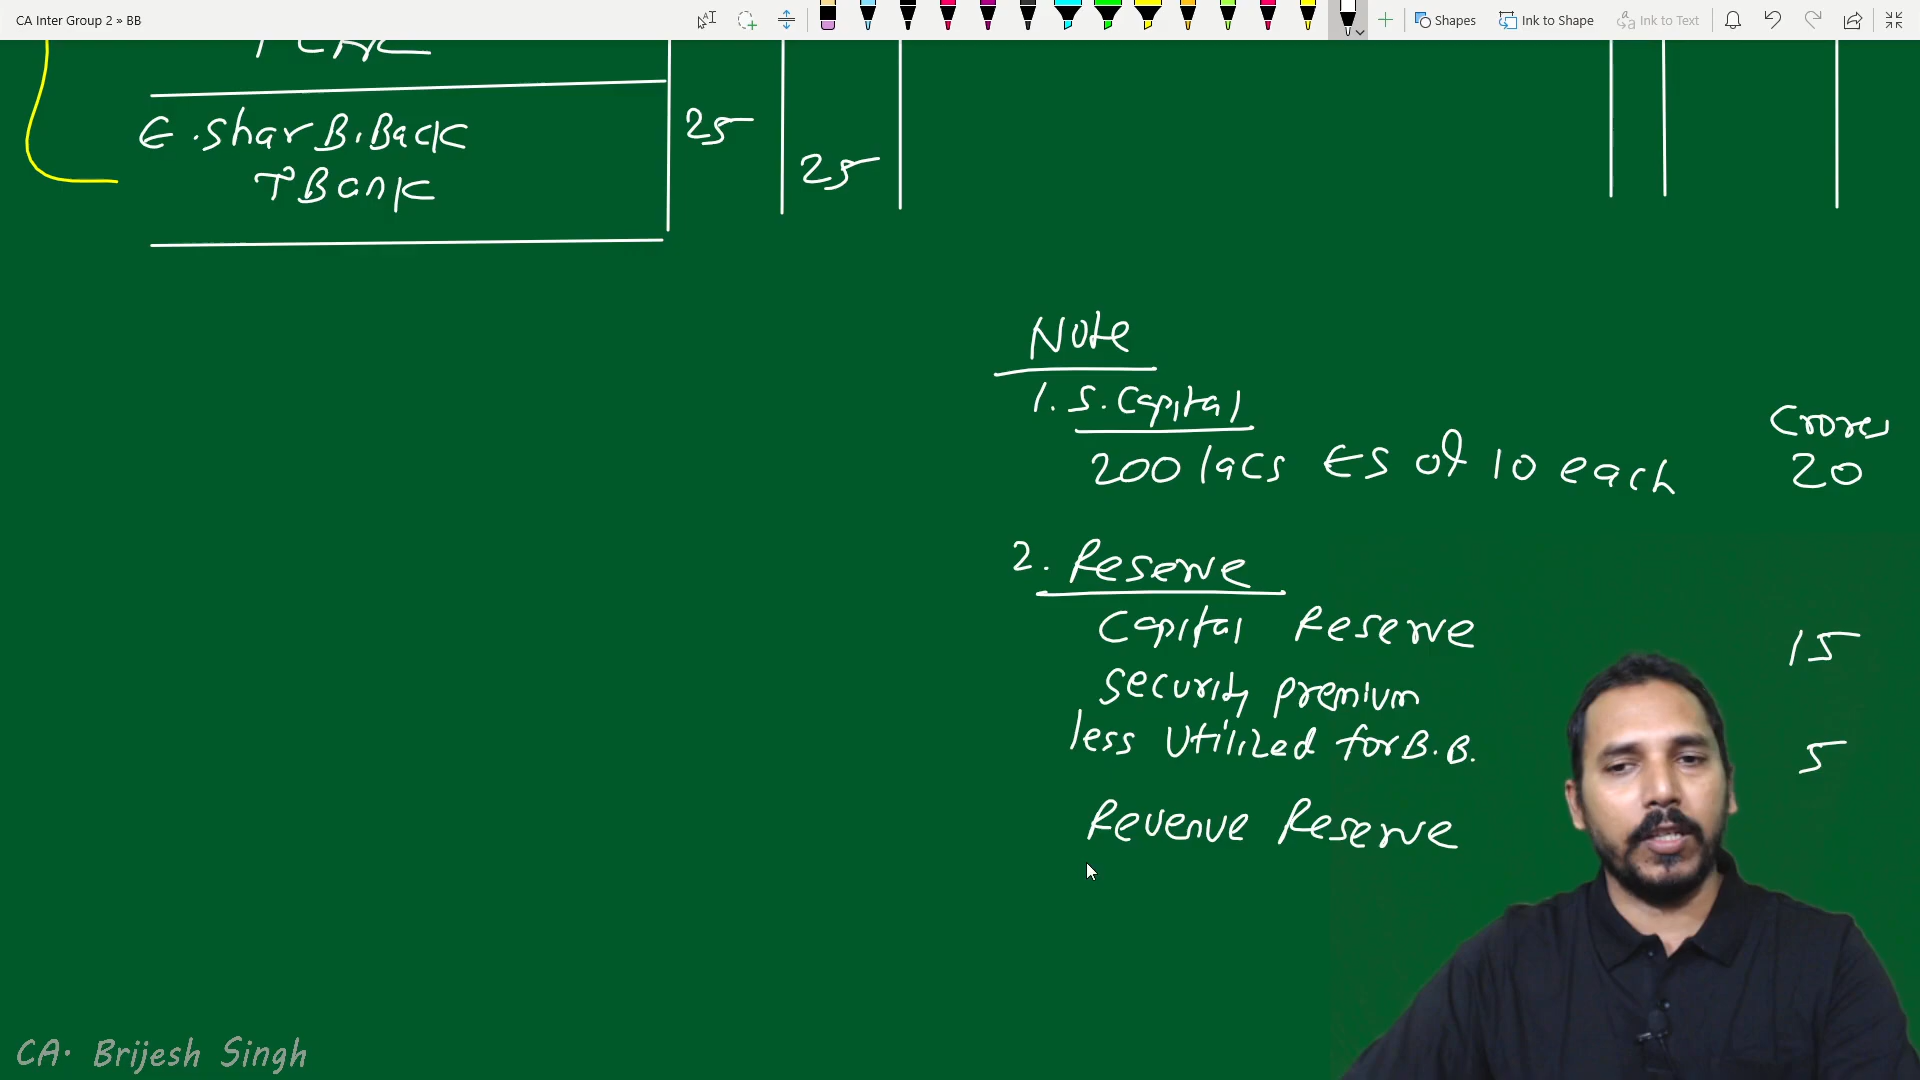 CA Inter Group 2 » BB
Shapes
Ink to Shape
Ink to Text
E. Shar B. Back 25
T Bank 25
Note
1. S. Capital
Crores
200 lacs ES of 10 each 20
2. Reserve
Capital Reserve 15
security premium
less Utilized for B.B. 5
Revenue Reserve
CA. Brijesh Singh